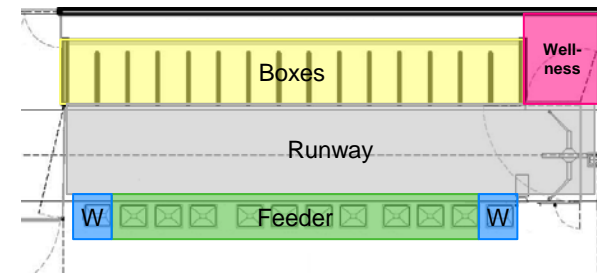 Boxes
Well-
ness
Runway
W
Feeder
W